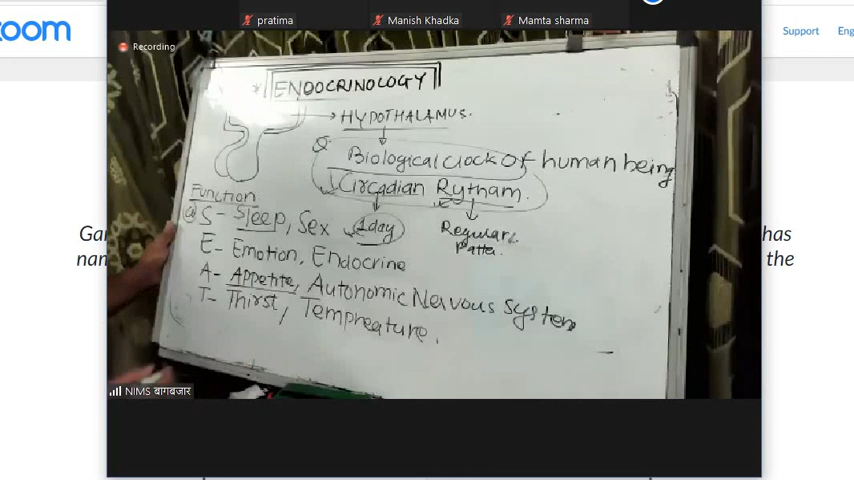 zoom
Support
Eng
pratima
Manish Khadka
Mamta sharma
Recording
* ENDOCRINOLOGY
→ HYPOTHALAMUS.
Q. Biological clock of human being
Circadian Rytham.
Function
S - Sleep, Sex
1day
Regular
Patte.
E - Emotion, Endocrine
A - Appetite, Autonomic Nervous System
T - Thirst, Tempreature.
Gar
has
nam
the
NIMS बागबजार